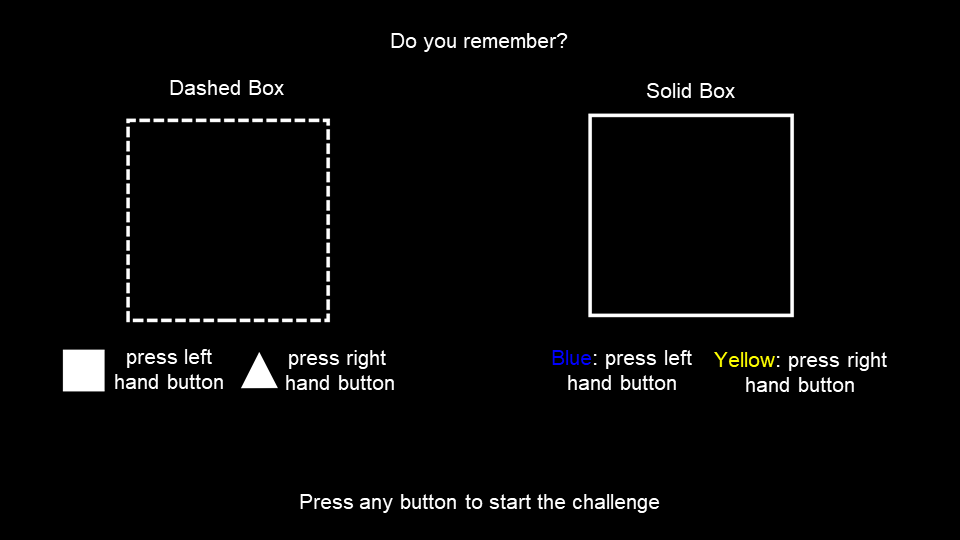 Do you remember?
Dashed Box
Solid Box
press left
hand button
press right
hand button
Blue: press left
hand button
Yellow: press right
hand button
Press any button to start the challenge